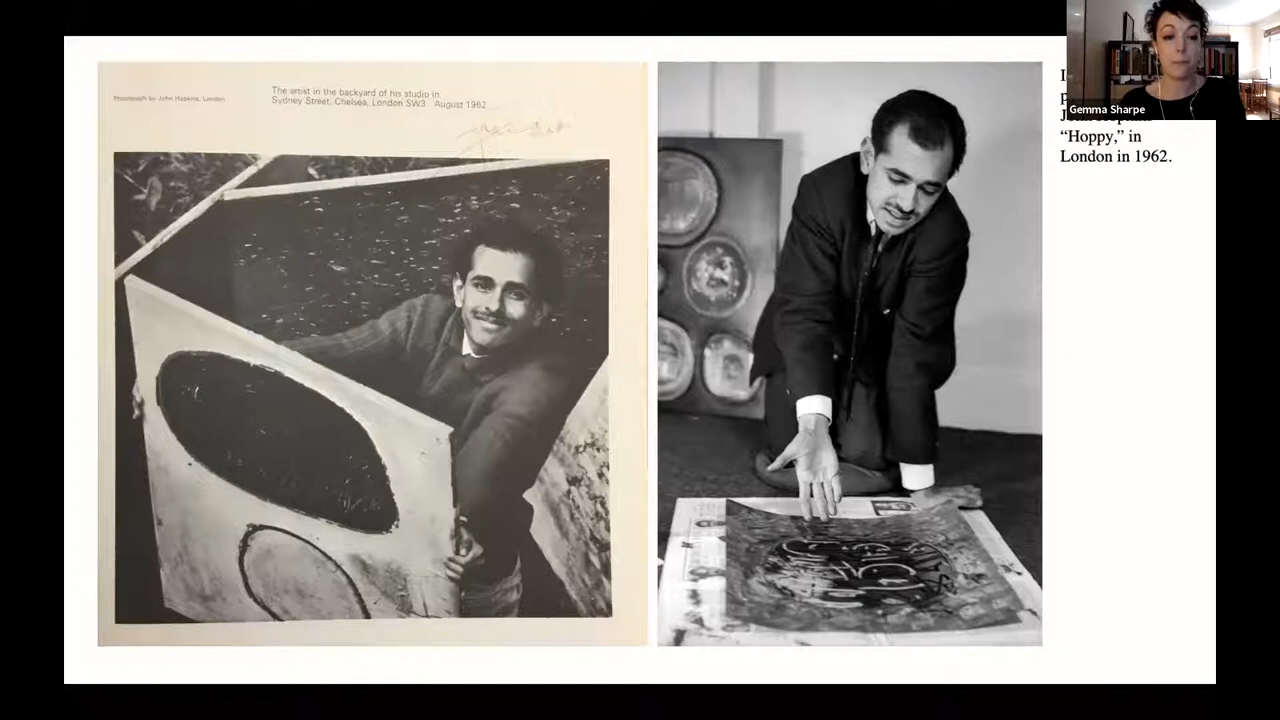 Photograph by John Hopkins, London
The artist in the backyard of his studio in
Sydney Street, Chelsea, London SW3. August 1962
Gemma Sharpe
“Hoppy,” in
London in 1962.